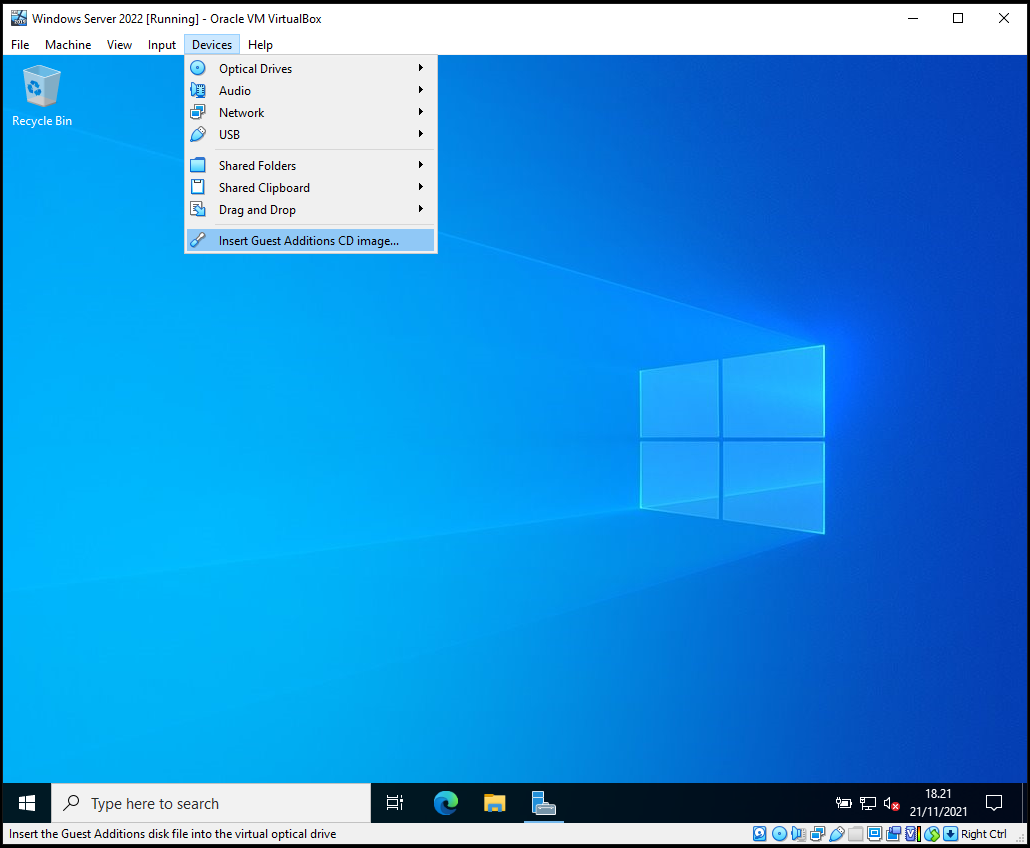 Windows Server 2022 [Running] - Oracle VM VirtualBox
File Machine View Input Devices Help
Optical Drives
Audio
Network
USB
Shared Folders
Shared Clipboard
Drag and Drop
Insert Guest Additions CD image...
Recycle Bin
Type here to search
18.21
21/11/2021
Insert the Guest Additions disk file into the virtual optical drive
Right Ctrl